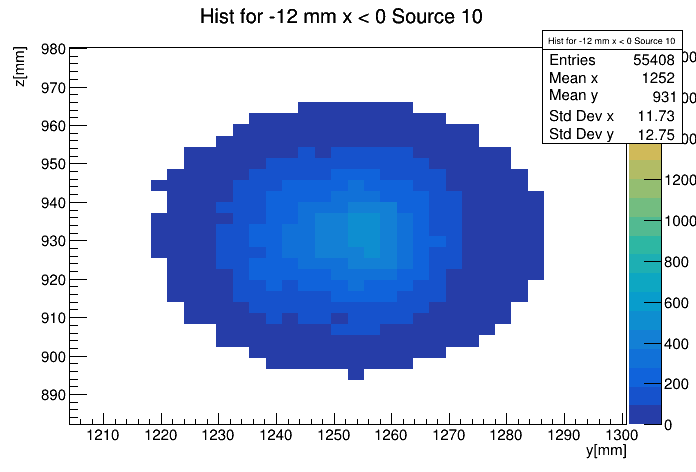 Hist for -12 mm x < 0 Source 10
Hist for -12 mm x < 0 Source 10
Entries 55408
Mean x 1252
Mean y 931
Std Dev x 11.73
Std Dev y 12.75
z[mm]
980
970
960
950
940
930
920
910
900
890
1210 1220 1230 1240 1250 1260 1270 1280 1290 1300
y[mm]
1000
800
600
400
200
0